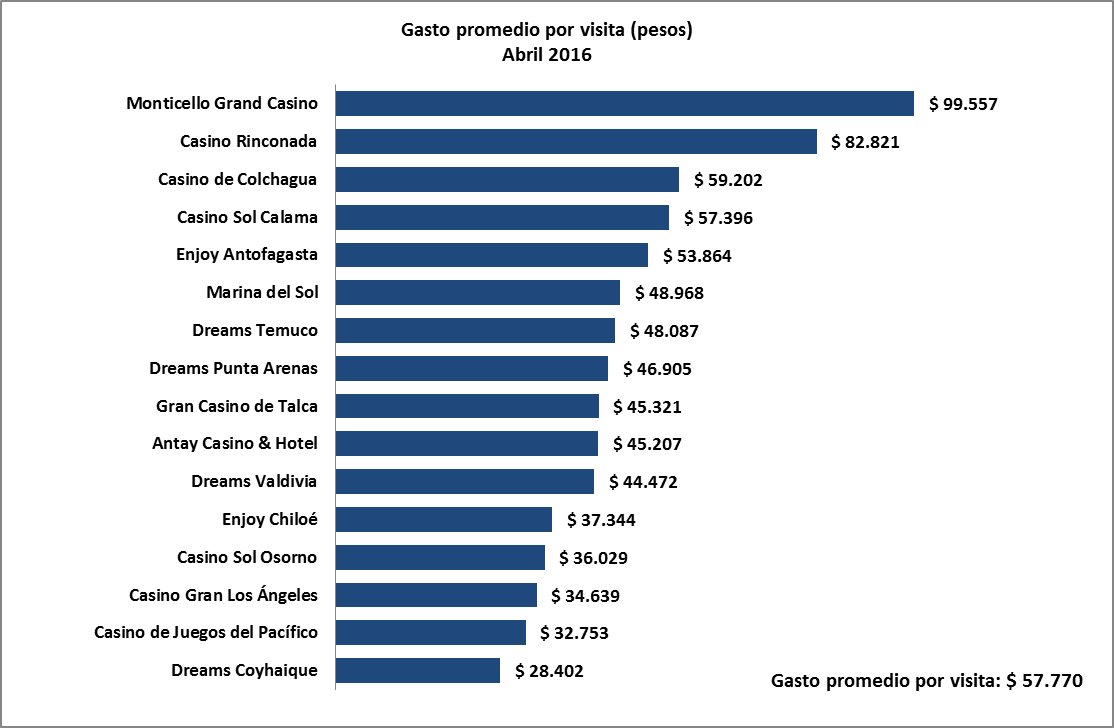 Gasto promedio por visita (pesos)
Abril 2016
Monticello Grand Casino $ 99.557
Casino Rinconada $ 82.821
Casino de Colchagua $ 59.202
Casino Sol Calama $ 57.396
Enjoy Antofagasta $ 53.864
Marina del Sol $ 48.968
Dreams Temuco $ 48.087
Dreams Punta Arenas $ 46.905
Gran Casino de Talca $ 45.321
Antay Casino & Hotel $ 45.207
Dreams Valdivia $ 44.472
Enjoy Chiloé $ 37.344
Casino Sol Osorno $ 36.029
Casino Gran Los Ángeles $ 34.639
Casino de Juegos del Pacífico $ 32.753
Dreams Coyhaique $ 28.402
Gasto promedio por visita: $ 57.770